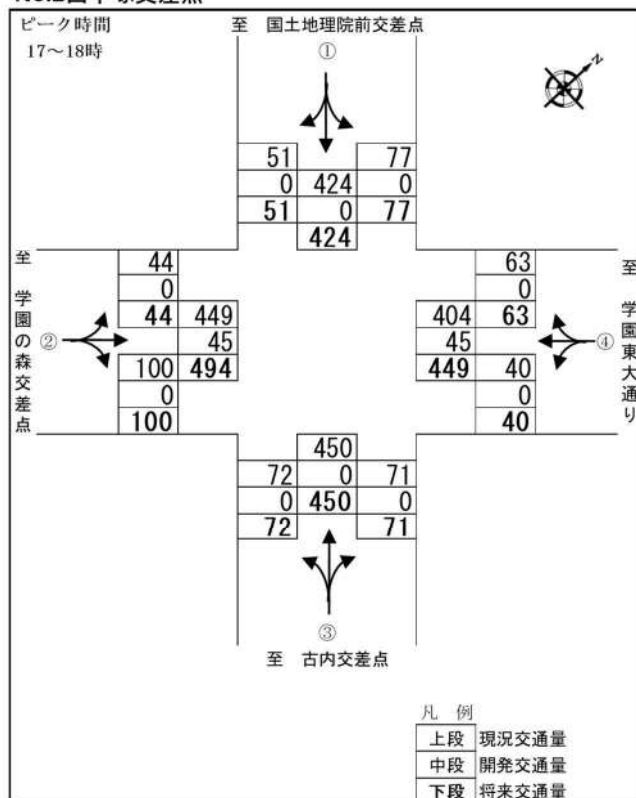 ピーク時間
17～18時
至 国土地理院前交差点
①
N
51 77
0 424 0
51 0 77
424
至 学園の森交差点
②
44
0
44 449
45
100 494
0
100
63
0
404 63
45
449 40
0
40
④
至 学園東大通り
450
72 0 71
0 450 0
72 71
③
至 古内交差点
凡 例
上段 現況交通量
中段 開発交通量
下段 将来交通量